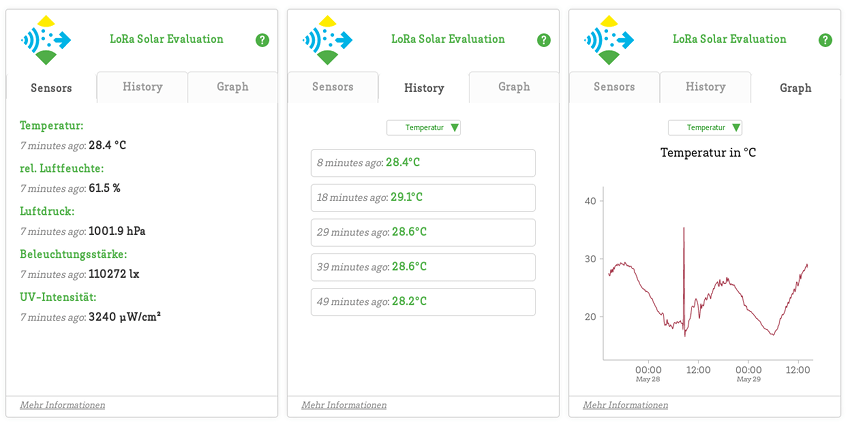 LoRa Solar Evaluation
?
Sensors
History
Graph
Temperatur:
7 minutes ago: 28.4 °C
rel. Luftfeuchte:
7 minutes ago: 61.5 %
Luftdruck:
7 minutes ago: 1001.9 hPa
Beleuchtungsstärke:
7 minutes ago: 110272 lx
UV-Intensität:
7 minutes ago: 3240 µW/cm²
Mehr Informationen
LoRa Solar Evaluation
?
Sensors
History
Graph
Temperatur
8 minutes ago: 28.4°C
18 minutes ago: 29.1°C
29 minutes ago: 28.6°C
39 minutes ago: 28.6°C
49 minutes ago: 28.2°C
Mehr Informationen
LoRa Solar Evaluation
?
Sensors
History
Graph
Temperatur
Temperatur in °C
40
30
20
00:00
May 28
12:00
00:00
May 29
12:00
Mehr Informationen